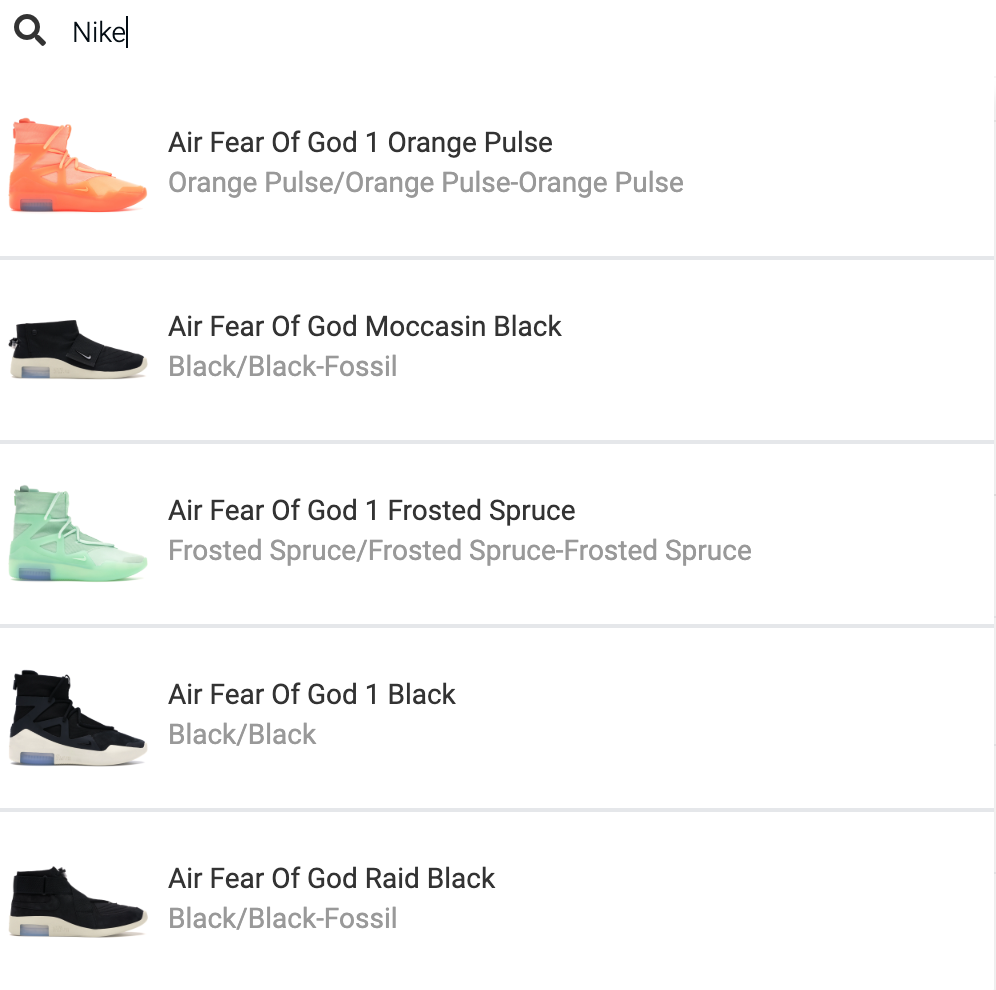 Nike
Air Fear Of God 1 Orange Pulse
Orange Pulse/Orange Pulse-Orange Pulse
Air Fear Of God Moccasin Black
Black/Black-Fossil
Air Fear Of God 1 Frosted Spruce
Frosted Spruce/Frosted Spruce-Frosted Spruce
Air Fear Of God 1 Black
Black/Black
Air Fear Of God Raid Black
Black/Black-Fossil